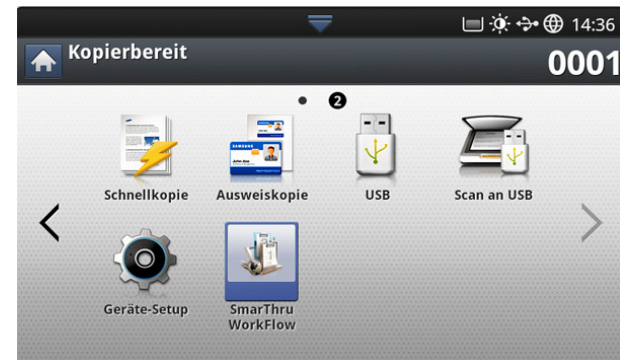 14:36
Kopierbereit
0001
2
Schnellkopie
Ausweiskopie
USB
Scan an USB
Geräte-Setup
SmarThru
WorkFlow